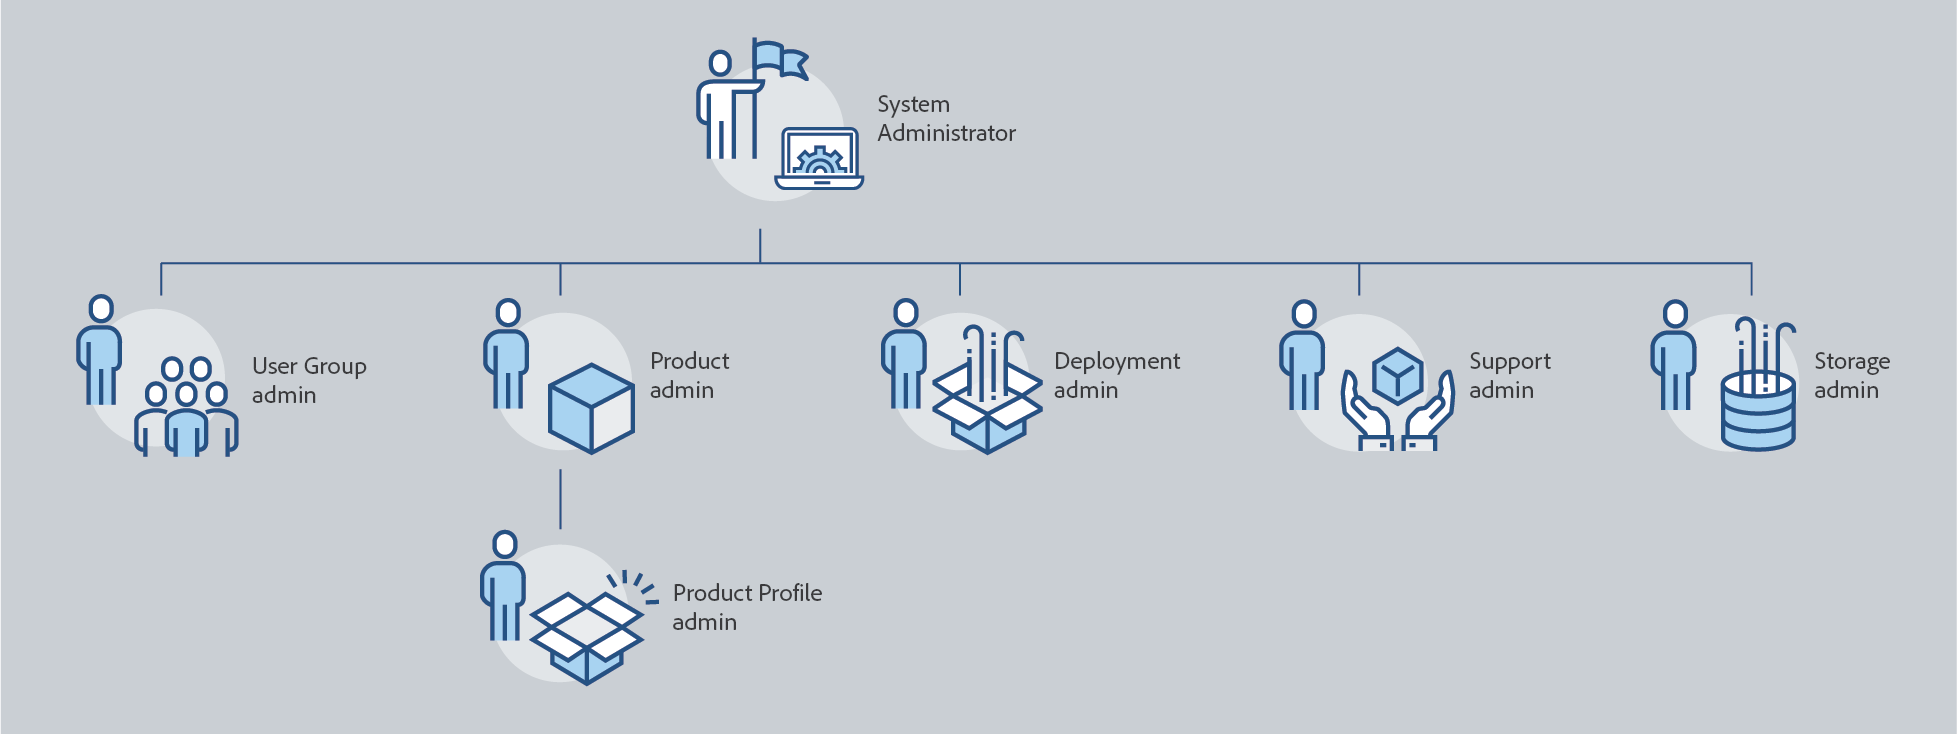 System
Administrator
User Group
admin
Product
admin
Deployment
admin
Support
admin
Storage
admin
Product Profile
admin